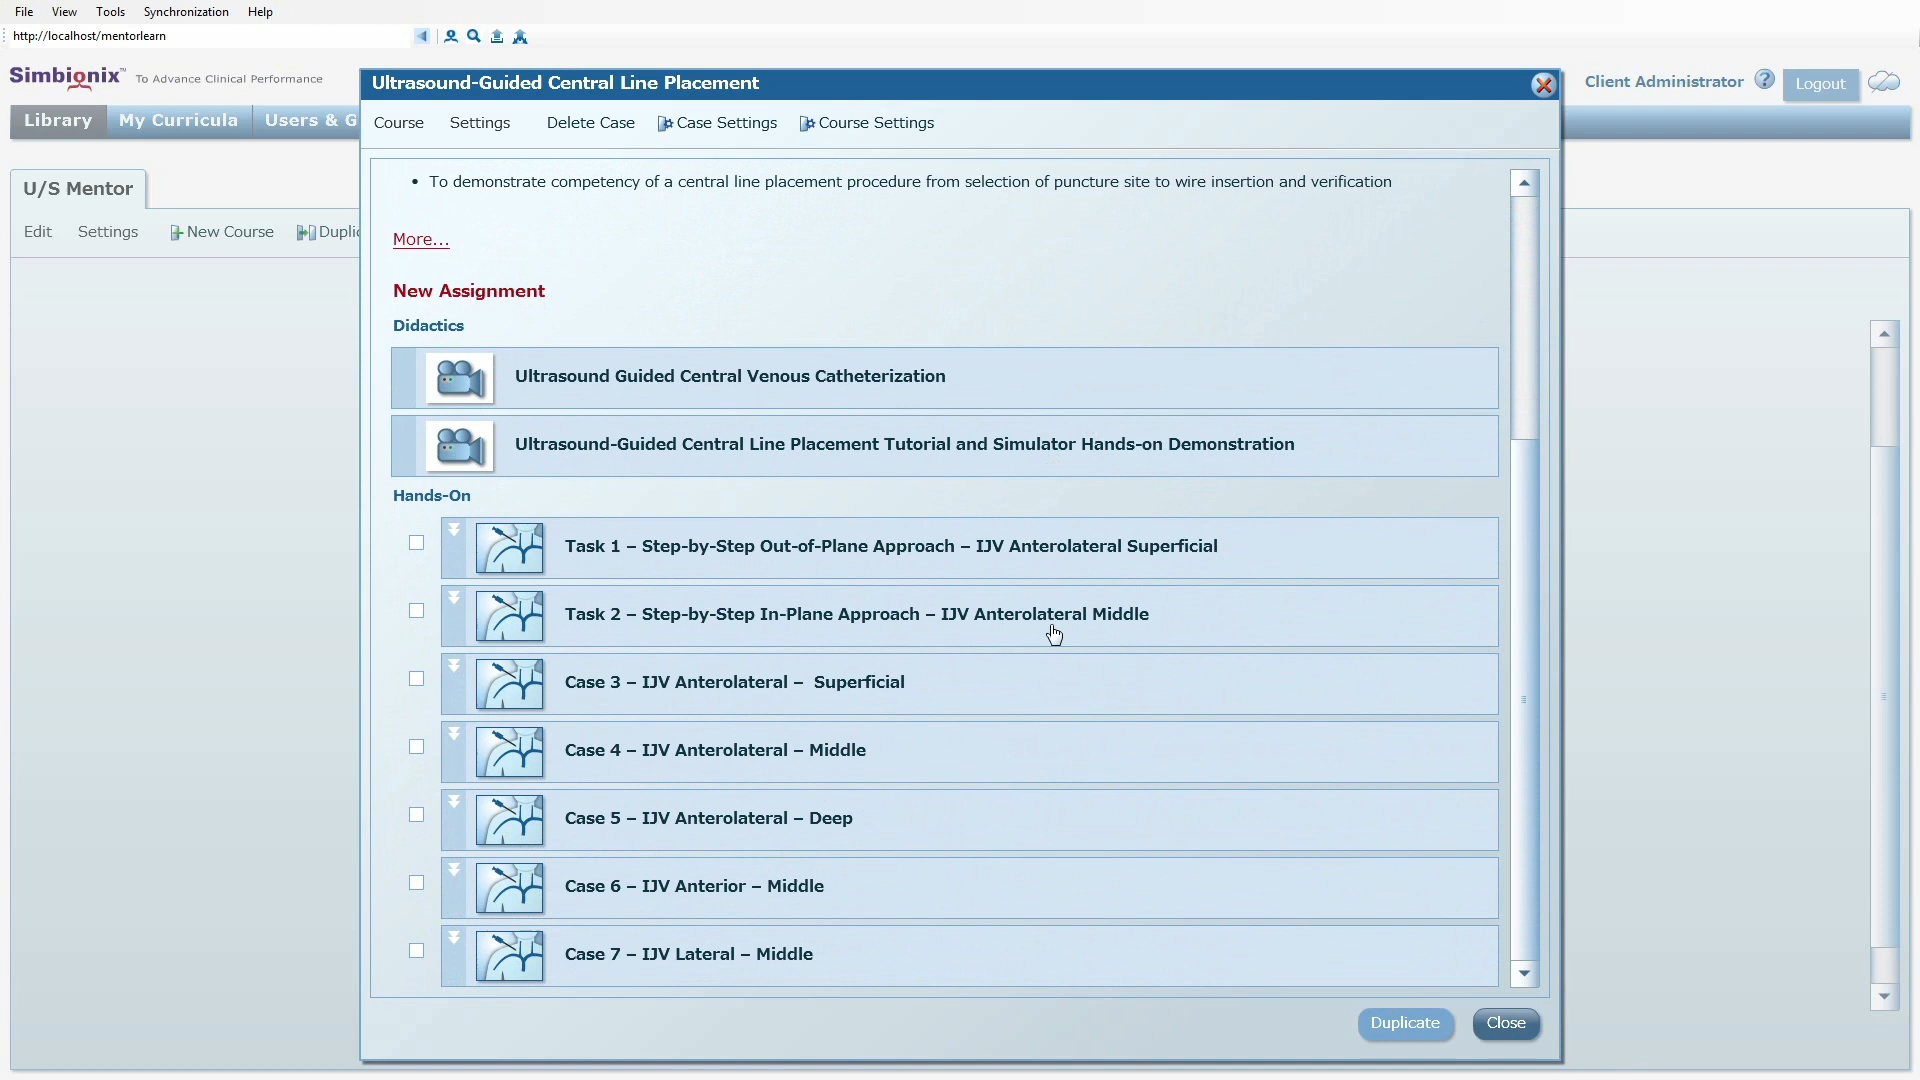 File View Tools Synchronization Help
http://localhost/mentorlearn
Simbionix™ To Advance Clinical Performance
Client Administrator ? Logout
Library My Curricula Users & G
U/S Mentor
Edit Settings New Course Duplic
Ultrasound-Guided Central Line Placement
Course Settings Delete Case Case Settings Course Settings
• To demonstrate competency of a central line placement procedure from selection of puncture site to wire insertion and verification
More...
New Assignment
Didactics
Ultrasound Guided Central Venous Catheterization
Ultrasound-Guided Central Line Placement Tutorial and Simulator Hands-on Demonstration
Hands-On
Task 1 – Step-by-Step Out-of-Plane Approach – IJV Anterolateral Superficial
Task 2 – Step-by-Step In-Plane Approach – IJV Anterolateral Middle
Case 3 – IJV Anterolateral – Superficial
Case 4 – IJV Anterolateral – Middle
Case 5 – IJV Anterolateral – Deep
Case 6 – IJV Anterior – Middle
Case 7 – IJV Lateral – Middle
Duplicate Close